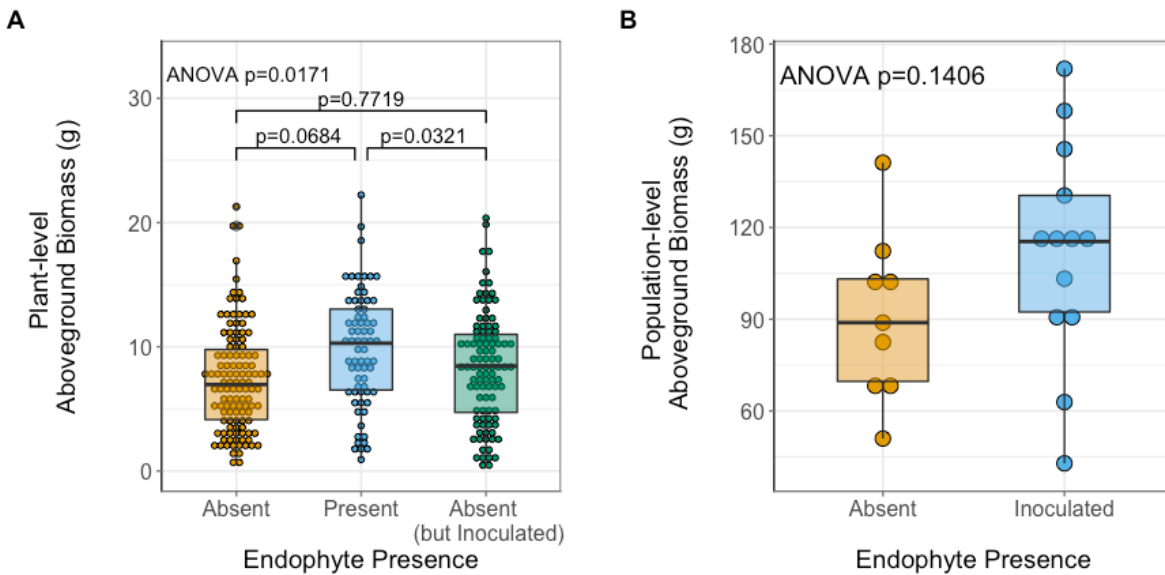 A
ANOVA p=0.0171
p=0.7719
p=0.0684
p=0.0321
30
20
10
0
Plant-level
Aboveground Biomass (g)
Absent
Present
Absent
(but Inoculated)
Endophyte Presence
B
ANOVA p=0.1406
180
150
120
90
60
Population-level
Aboveground Biomass (g)
Absent
Inoculated
Endophyte Presence